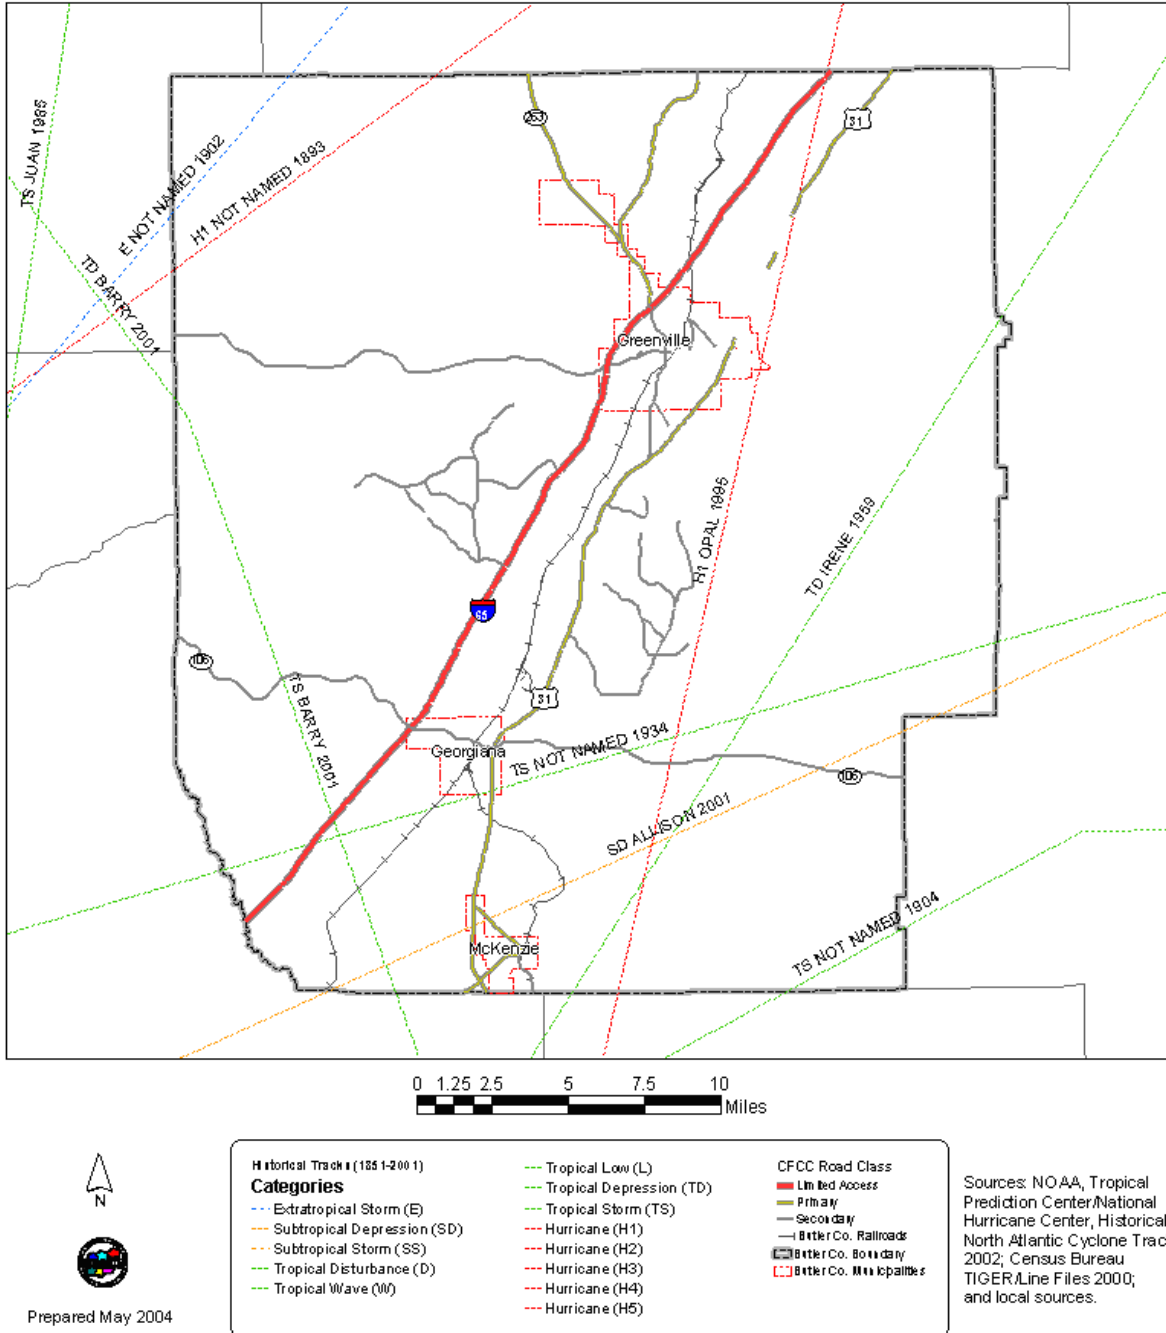 263
31
TS JUAN 1985
E NOT NAMED 1902
H1 NOT NAMED 1893
TD BARRY 2001
Greenville
H1 OPAL 1995
TD IRENE 1959
65
106
TS BARRY 2001
31
Georgiana
TS NOT NAMED 1934
106
SD ALLISON 2001
TS NOT NAMED 1904
McKenzie
0 1.25 2.5 5 7.5 10
Miles
N
Prepared May 2004
Historical Tracks (1851-2001)
Categories
Extratropical Storm (E)
Subtropical Depression (SD)
Subtropical Storm (SS)
Tropical Disturbance (D)
Tropical Wave (W)
Tropical Low (L)
Tropical Depression (TD)
Tropical Storm (TS)
Hurricane (H1)
Hurricane (H2)
Hurricane (H3)
Hurricane (H4)
Hurricane (H5)
CFCC Road Class
Limited Access
Primary
Secondary
Butler Co. Railroads
Butler Co. Boundary
Butler Co. Municipalities
Sources: NOAA, Tropical
Prediction Center/National
Hurricane Center, Historical
North Atlantic Cyclone Trac
2002; Census Bureau
TIGER/Line Files 2000;
and local sources.